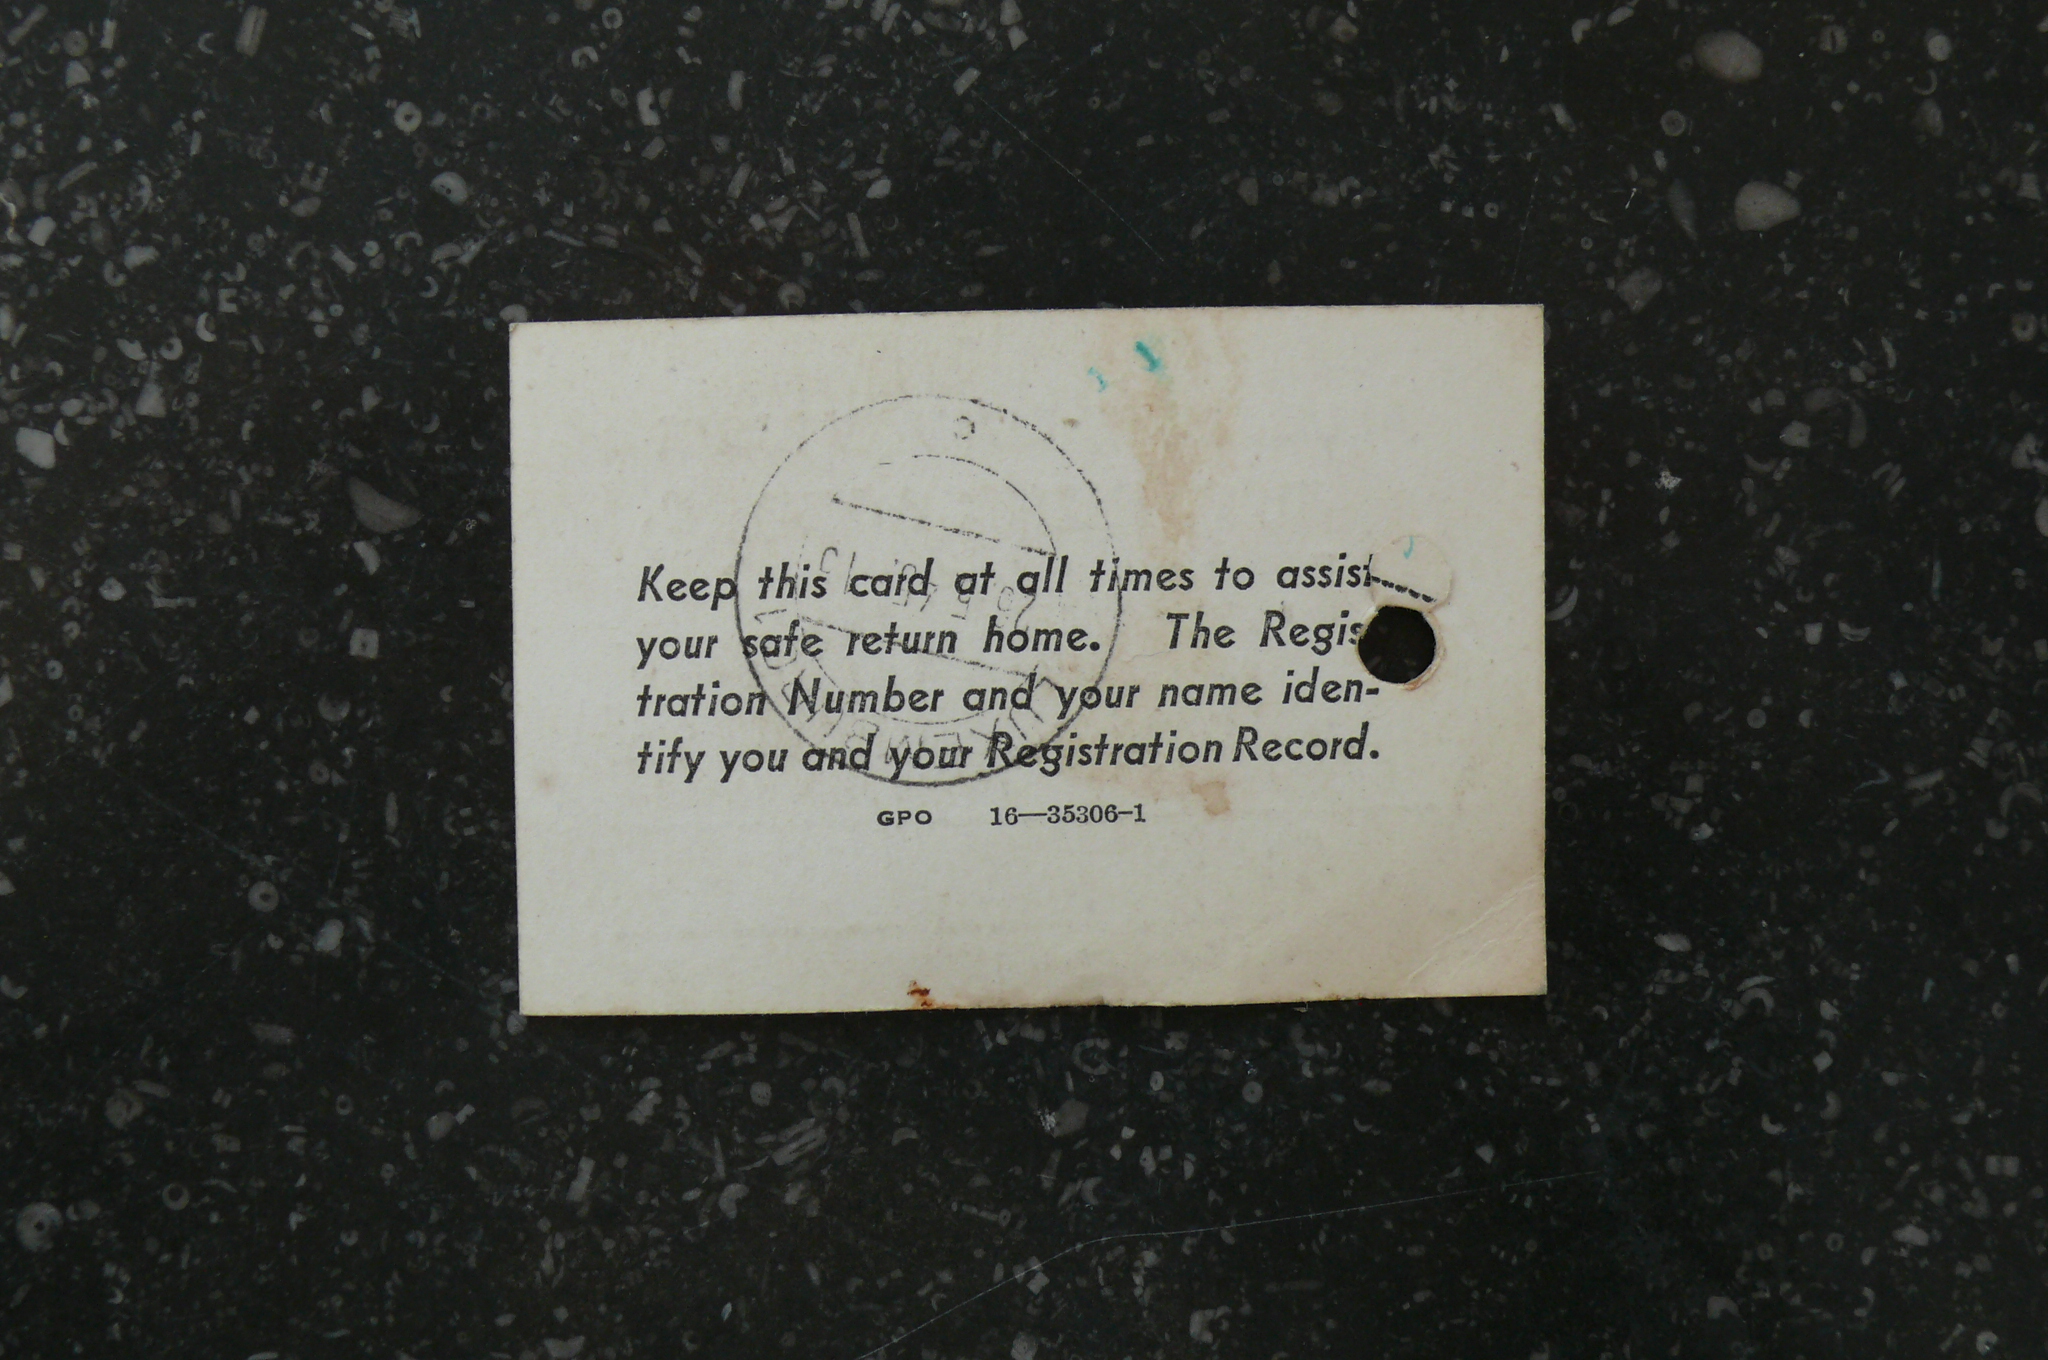 Keep this card at all times to assist
your safe return home. The Regis
tration Number and your name iden-
tify you and your Registration Record.
GPO 16—35306-1